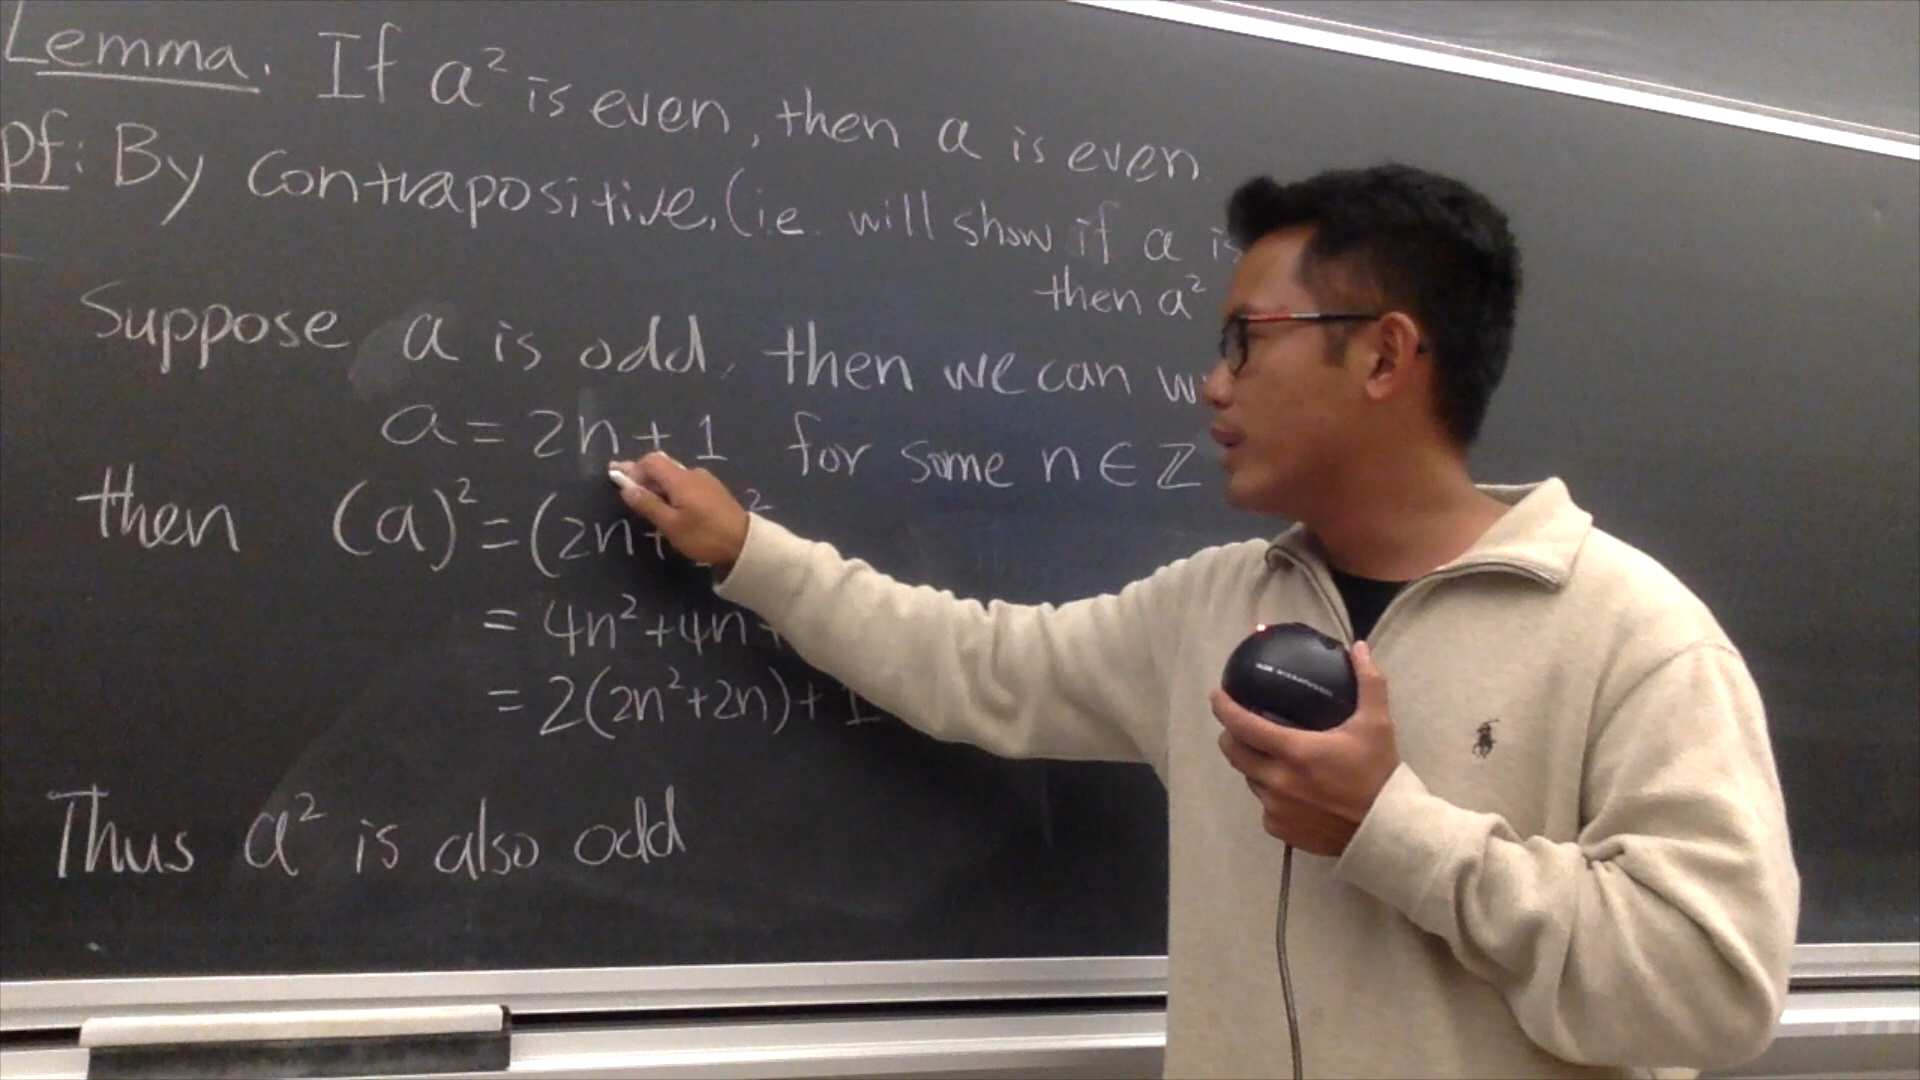 Lemma. If a² is even, then a is even
pf: By contrapositive, (ie. will show if a is
then a²
Suppose a is odd, then we can
a = 2n + 1 for some n ∈ ℤ
then (a)² = (2n+ ²
= 4n² + 4n +
= 2(2n² + 2n) + 1
Thus a² is also odd